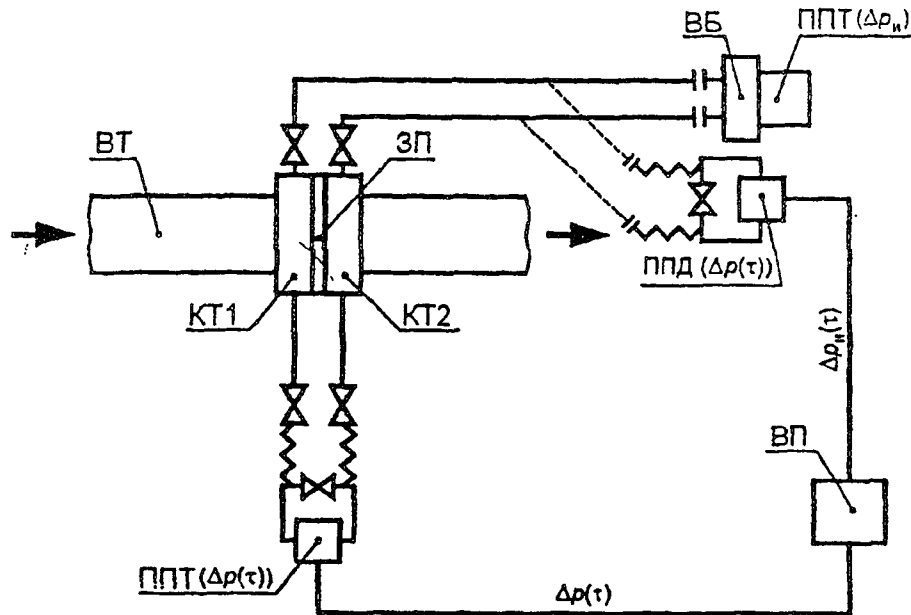 ВБ
ППТ (Δpи)
ВТ
ЗП
ППД (Δp(τ))
КТ1
КТ2
Δpи(τ)
ВП
ППТ (Δp(τ))
Δp(τ)